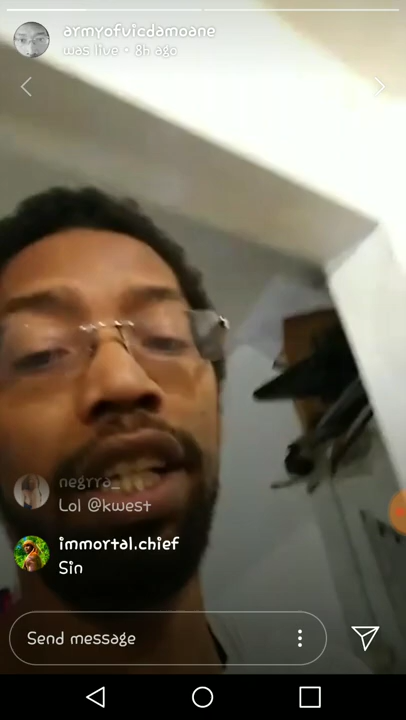 armyofvicdamoane
was live • 8h ago
negrra_
Lol @kwest
immortal.chief
Sin
Send message